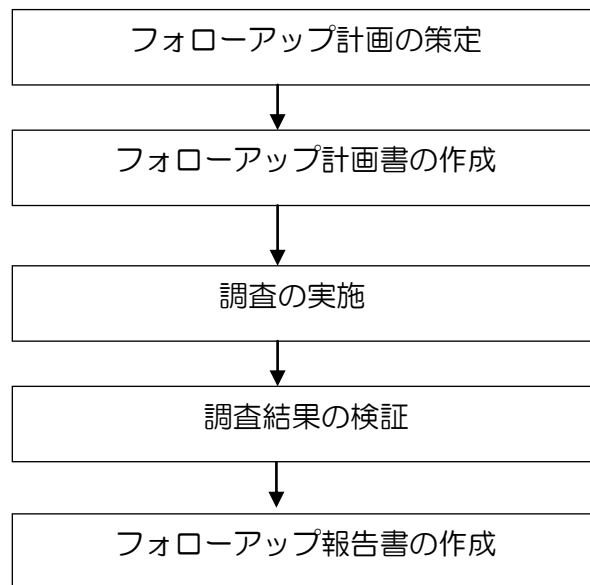 フォローアップ計画の策定
フォローアップ計画書の作成
調査の実施
調査結果の検証
フォローアップ報告書の作成